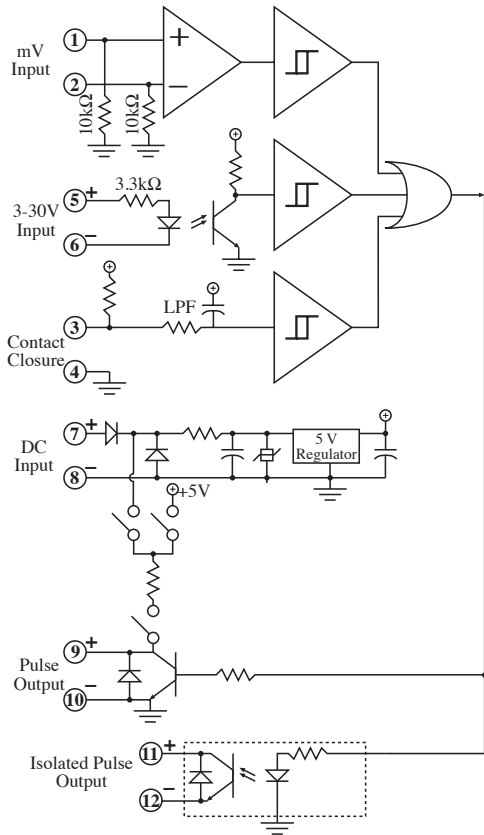 1
+
mV
Input
2
−
10kΩ
10kΩ
5
+
3.3kΩ
3-30V
Input
6
−
3
LPF
Contact
Closure
4
7
+
DC
Input
8
−
5 V
Regulator
+5V
9
+
Pulse
Output
10
−
11
+
Isolated Pulse
Output
12
−